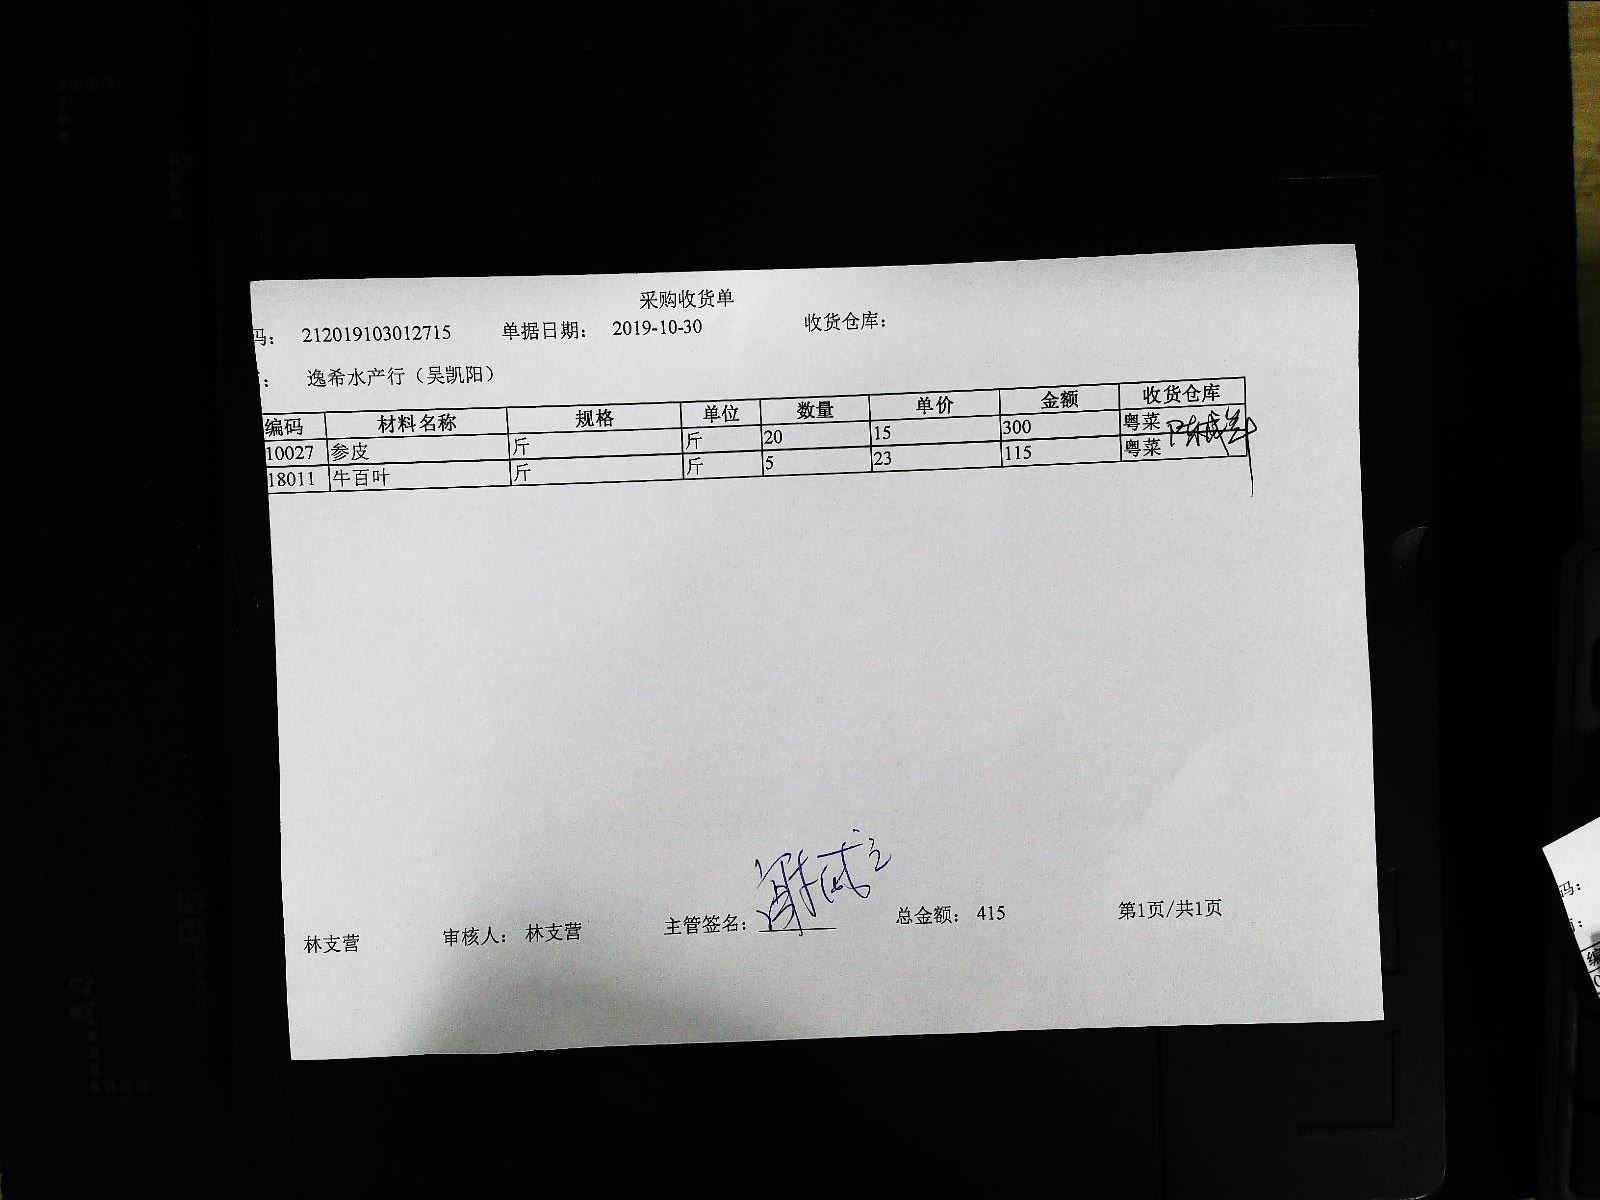 采购收货单
码： 212019103012715 单据日期： 2019-10-30 收货仓库：
： 逸希水产行（吴凯阳）
编码 材料名称 规格 单位 数量 单价 金额 收货仓库
10027 参皮 斤 斤 20 15 300 粤菜
18011 牛百叶 斤 斤 5 23 115 粤菜
林支营 审核人： 林支营 主管签名： 总金额： 415 第1页/共1页
码：
：
编
B5
A4